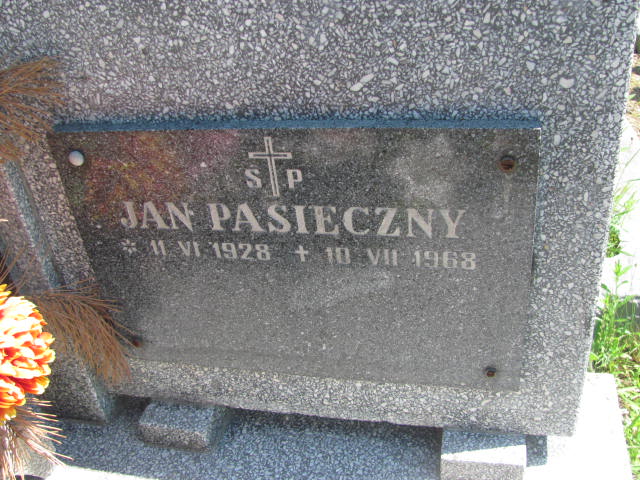 S P
JAN PASIECZNY
* 11 VI 1928 + 10 VII 1968